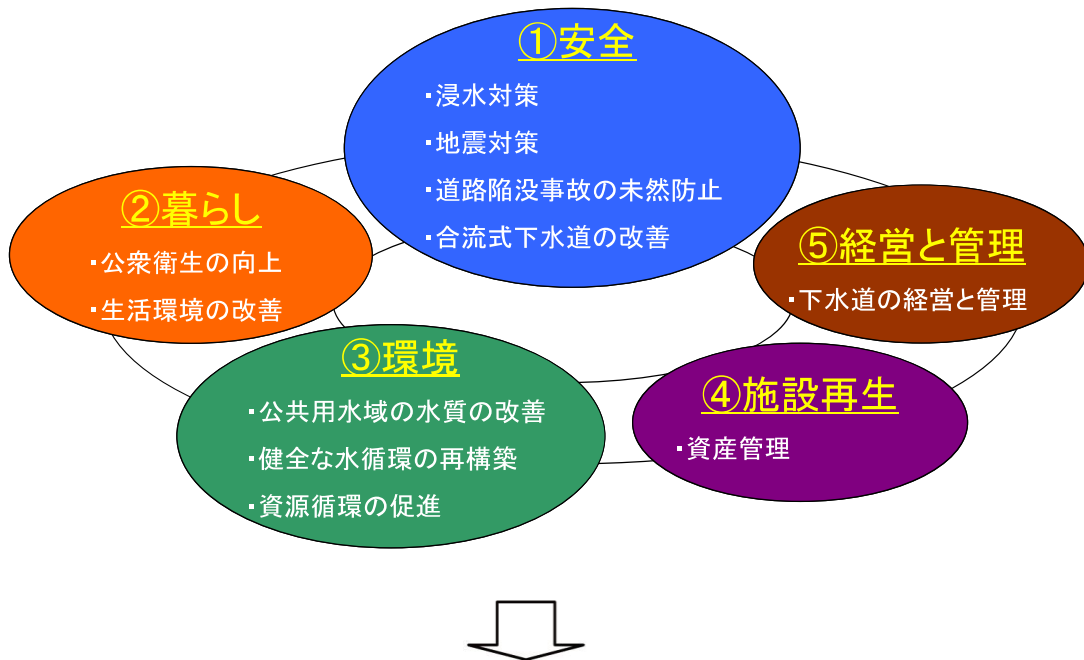 ①安全
・浸水対策
・地震対策
・道路陥没事故の未然防止
・合流式下水道の改善
②暮らし
・公衆衛生の向上
・生活環境の改善
③環境
・公共用水域の水質の改善
・健全な水循環の再構築
・資源循環の促進
④施設再生
・資産管理
⑤経営と管理
・下水道の経営と管理